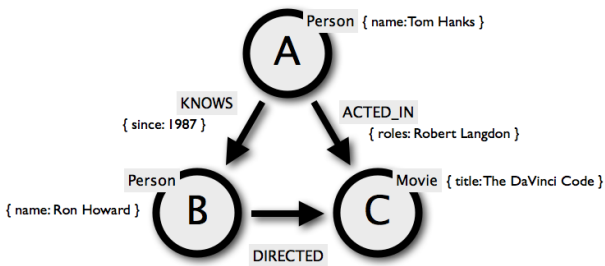 Person { name:Tom Hanks }
A
KNOWS
{ since: 1987 }
ACTED_IN
{ roles: Robert Langdon }
Person
{ name: Ron Howard }
B
Movie { title:The DaVinci Code }
C
DIRECTED